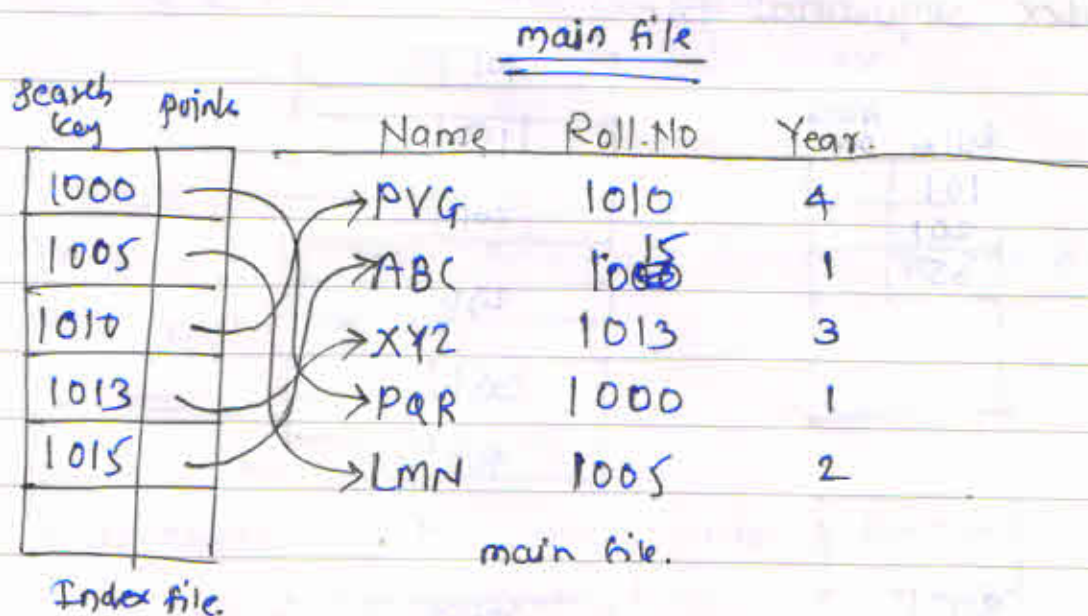 main file
search key point
Name Roll.No Year.
1000 PVG 1010 4
1005 ABC 1015 1
1010 XYZ 1013 3
1013 PQR 1000 1
1015 LMN 1005 2
main file.
Index file.